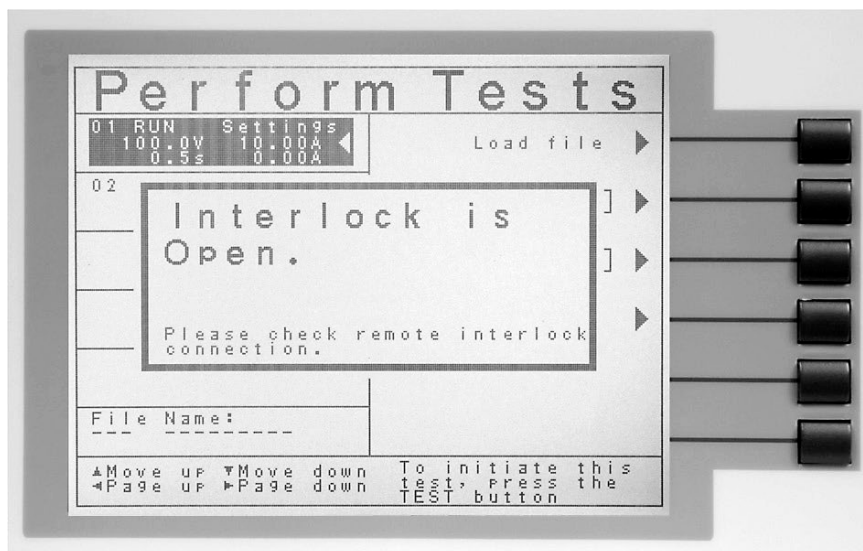 Perform Tests
01 RUN Settings
100.0V 10.00A
0.5s 0.00A
Load file
02
]
]
Interlock is
Open.
Please check remote interlock
connection.
File Name:
▲Move up ▼Move down
◄Page up ►Page down
To initiate this
test, press the
TEST button